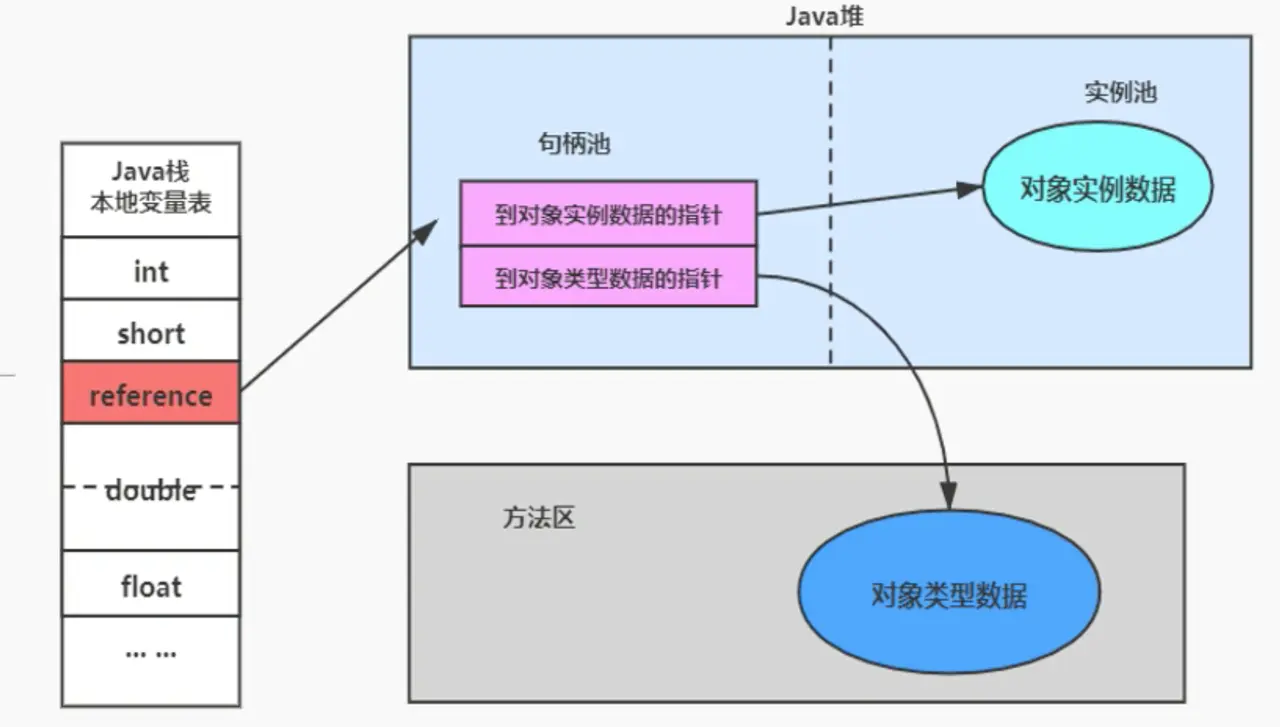 Java堆
实例池
句柄池
Java栈
本地变量表
对象实例数据
到对象实例数据的指针
int
到对象类型数据的指针
short
reference
double
方法区
float
对象类型数据
... ...